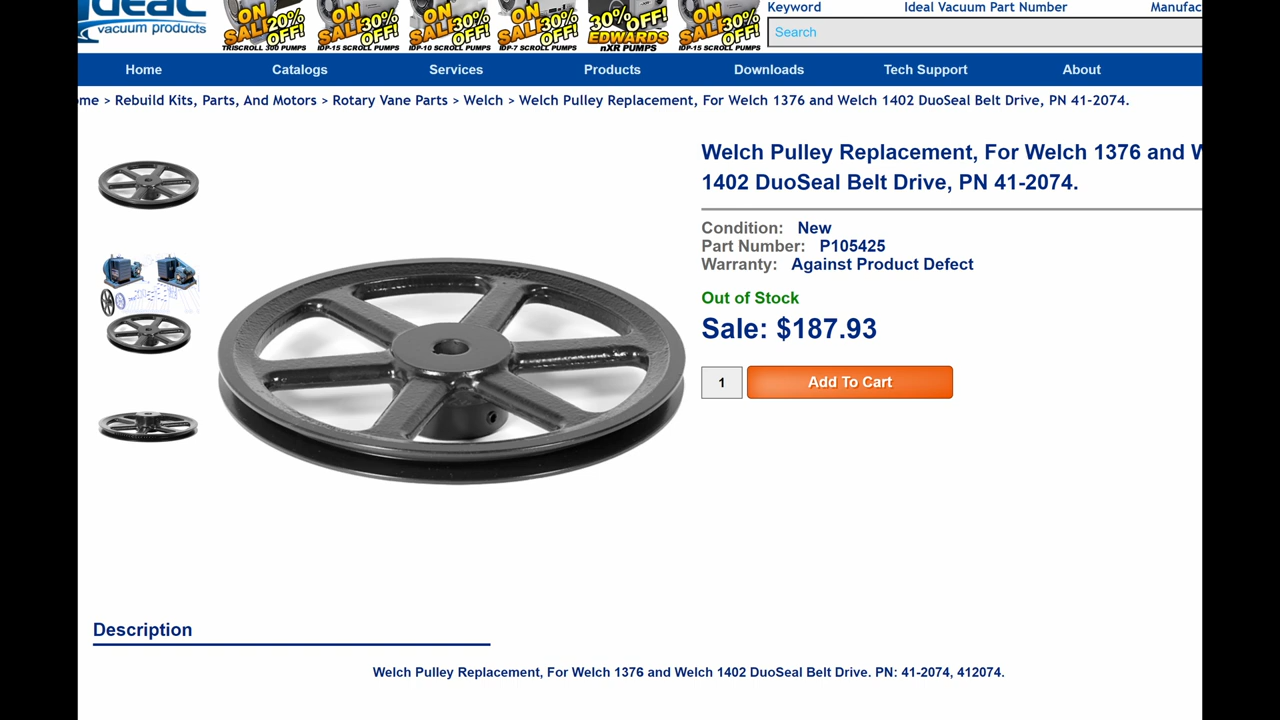 Ideal
vacuum products
ON SALE 20% OFF!
TRISCROLL 300 PUMPS
ON SALE 30% OFF!
IDP-15 SCROLL PUMPS
ON SALE 30% OFF!
IDP-10 SCROLL PUMPS
ON SALE 30% OFF!
IDP-7 SCROLL PUMPS
30% OFF!
EDWARDS
nXR PUMPS
ON SALE 30% OFF!
IDP-15 SCROLL PUMPS
Keyword Ideal Vacuum Part Number Manufac
Search
Home Catalogs Services Products Downloads Tech Support About
ome > Rebuild Kits, Parts, And Motors > Rotary Vane Parts > Welch > Welch Pulley Replacement, For Welch 1376 and Welch 1402 DuoSeal Belt Drive, PN 41-2074.
Welch Pulley Replacement, For Welch 1376 and W
1402 DuoSeal Belt Drive, PN 41-2074.
Condition: New
Part Number: P105425
Warranty: Against Product Defect
Out of Stock
Sale: $187.93
1 Add To Cart
Description
Welch Pulley Replacement, For Welch 1376 and Welch 1402 DuoSeal Belt Drive. PN: 41-2074, 412074.